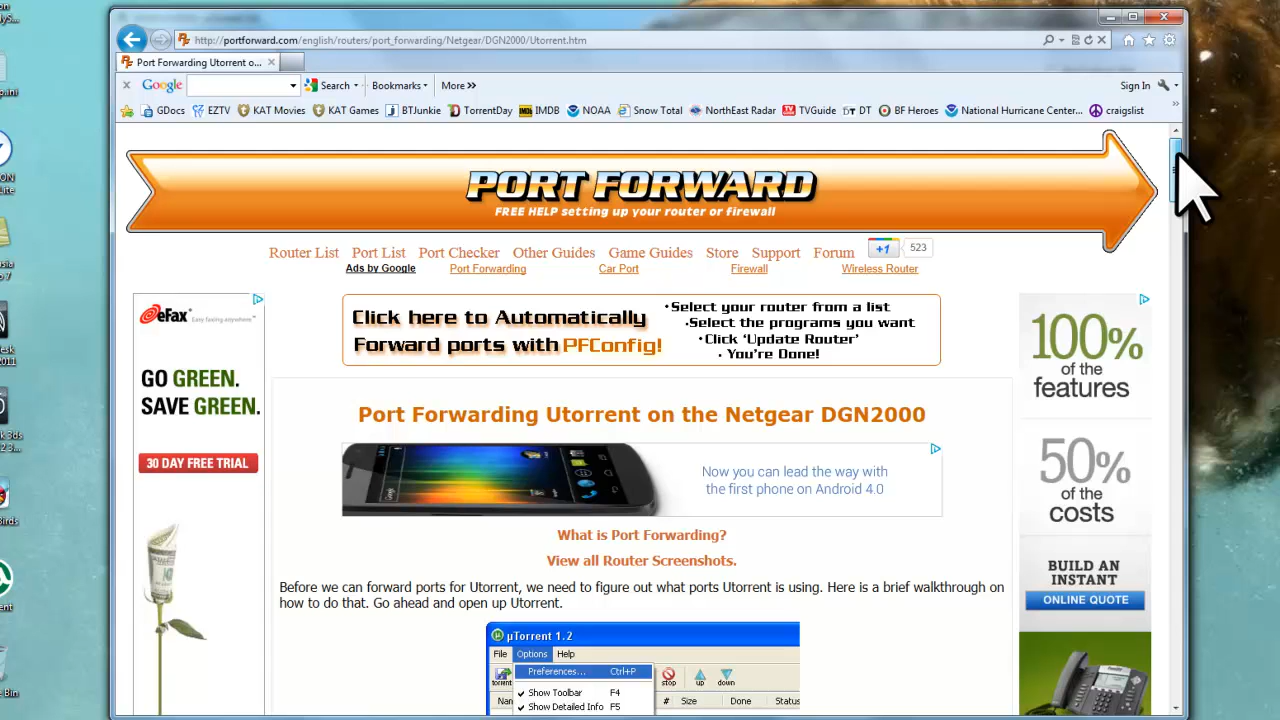 http://portforward.com/english/routers/port_forwarding/Netgear/DGN2000/Utorrent.htm
Port Forwarding Utorrent o...
Google
Search
Bookmarks
More »
Sign In
GDocs
EZTV
KAT Movies
KAT Games
BTJunkie
TorrentDay
IMDB
NOAA
Snow Total
NorthEast Radar
TVGuide
DT
BF Heroes
National Hurricane Center...
craigslist
PORT FORWARD
FREE HELP setting up your router or firewall
Router List
Port List
Port Checker
Other Guides
Game Guides
Store
Support
Forum
+1
523
Ads by Google
Port Forwarding
Car Port
Firewall
Wireless Router
eFax
Easy faxing anywhere
GO GREEN.
SAVE GREEN.
30 DAY FREE TRIAL
Click here to Automatically
Forward ports with PFConfig!
•Select your router from a list
•Select the programs you want
•Click 'Update Router'
• You're Done!
Port Forwarding Utorrent on the Netgear DGN2000
Now you can lead the way with
the first phone on Android 4.0
What is Port Forwarding?
View all Router Screenshots.
Before we can forward ports for Utorrent, we need to figure out what ports Utorrent is using. Here is a brief walkthrough on
how to do that. Go ahead and open up Utorrent.
µTorrent 1.2
File
Options
Help
Preferences...
Ctrl+P
Show Toolbar
F4
Show Detailed Info
F5
stop
up
down
#
Size
Done
Status
100%
of the
features
50%
of the
costs
BUILD AN
INSTANT
ONLINE QUOTE